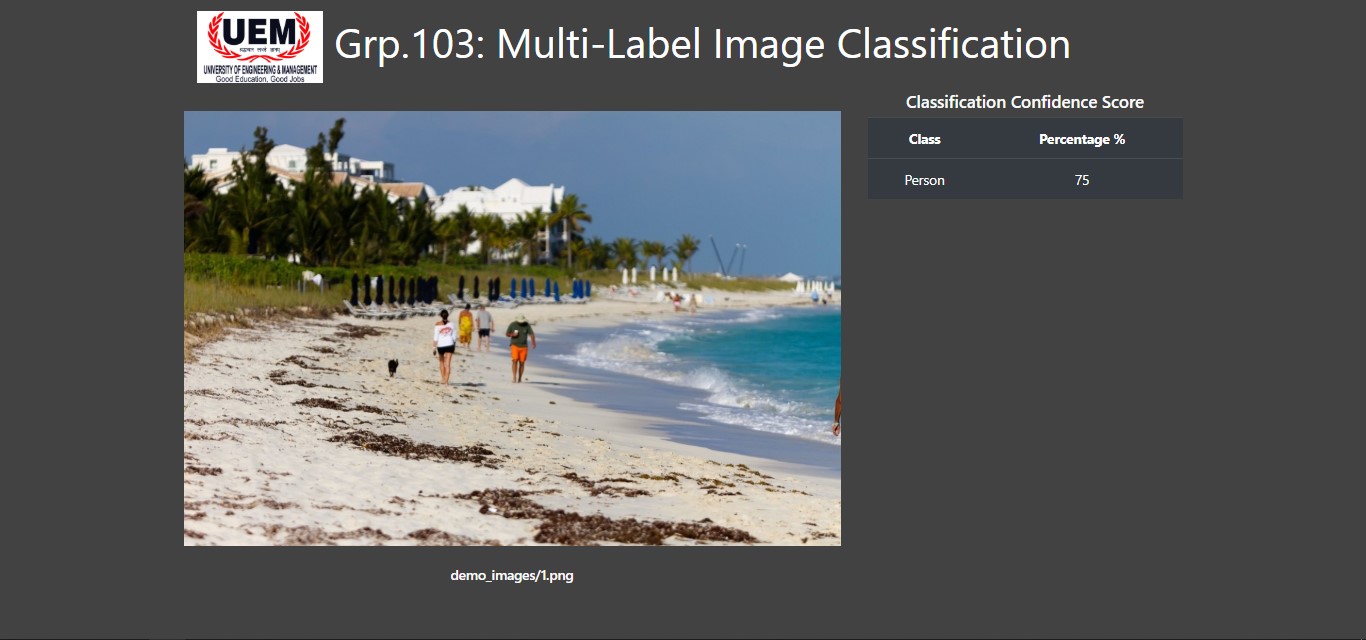 UEM
UNIVERSITY OF ENGINEERING & MANAGEMENT
Good Education, Good Jobs
Grp.103: Multi-Label Image Classification
Classification Confidence Score
Class Percentage %
Person 75
demo_images/1.png